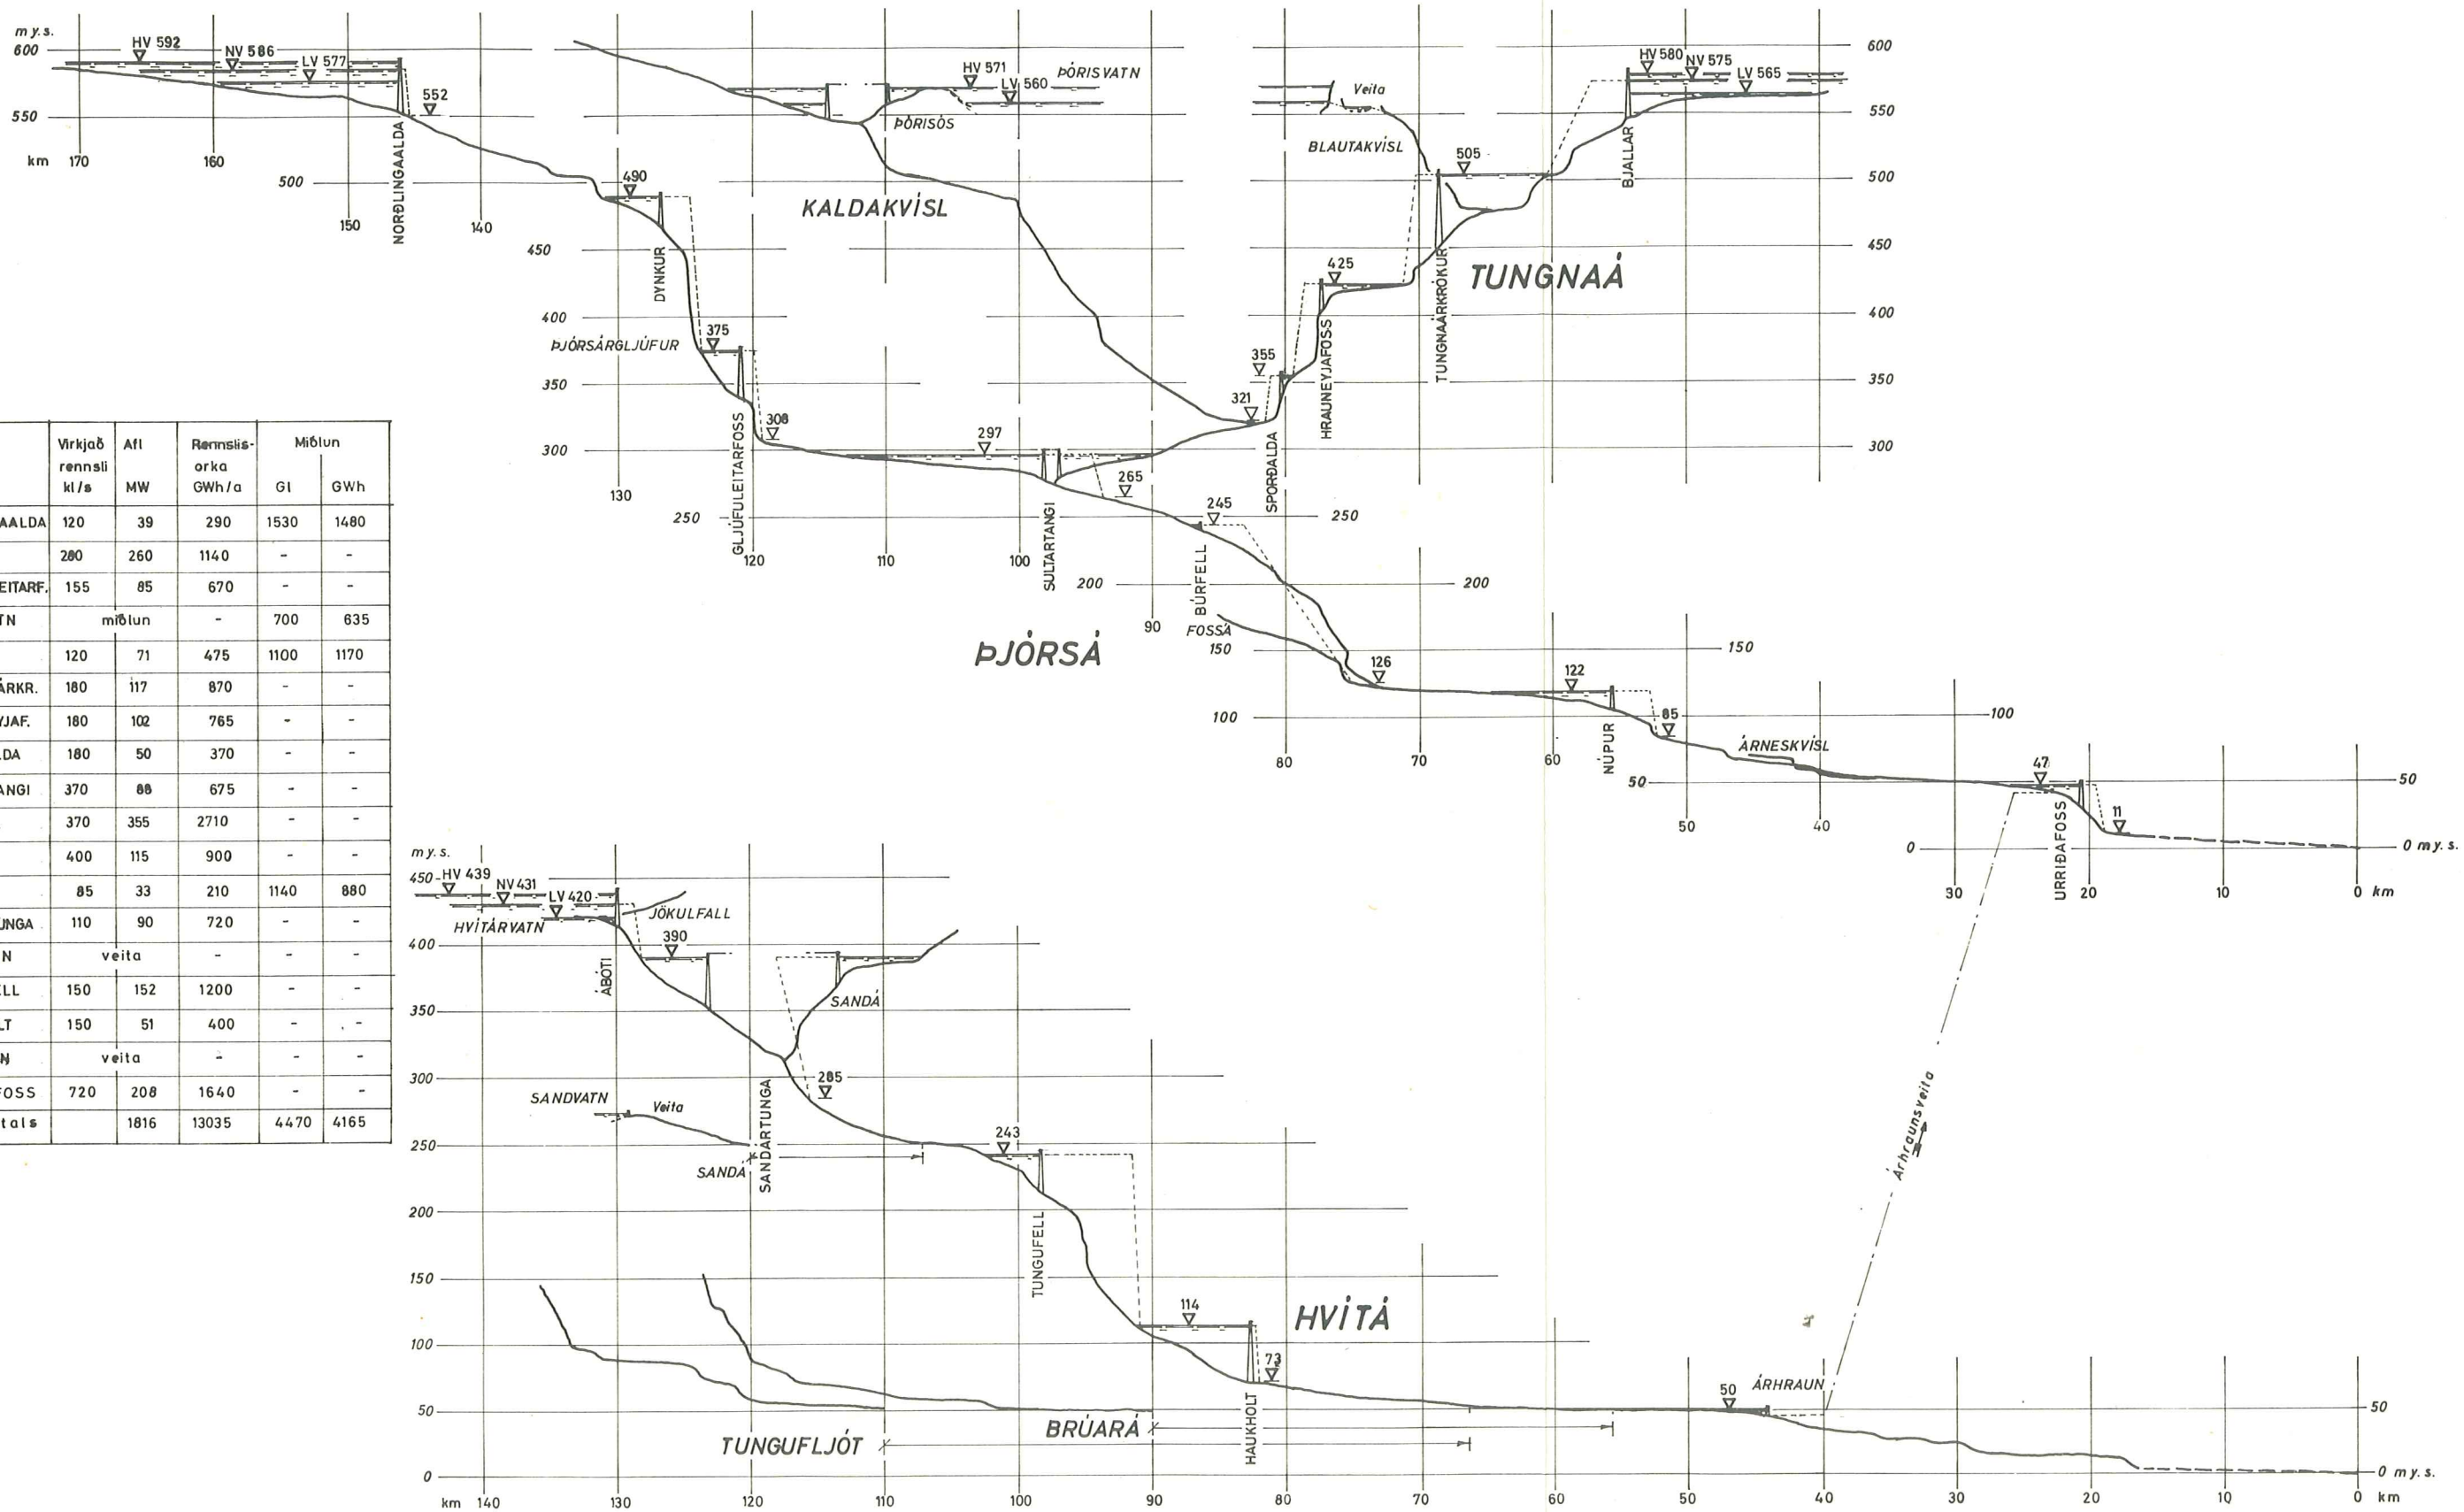 m y.s.
600
HV 592
NV 586
LV 577
552
550
km 170
160
150
140
NORÐLINGAALDA
500
490
450
DYNKUR
400
ÞJÓRSÁRGLJÚFUR
375
350
GLJÚFULEITARFOSS
308
300
130
250
120
110
100
HV 571
LV 560
ÞÓRISVATN
ÞÓRISÓS
KALDAKVÍSL
297
265
SULTARTANGI
245
BÚRFELL
200
90
FOSSÁ
150
ÞJÓRSÁ
100
126
Veita
BLAUTAKVÍSL
505
TUNGNAÁRKRÓKUR
TUNGNAÁ
425
HRAUNEYJAFOSS
355
321
SPORÐALDA
HV 580
NV 575
LV 565
BJALLAR
600
550
500
450
400
350
300
250
200
150
80
70
60
122
NÚPUR
85
50
50
40
ÁRNESKVÍSL
100
47
URRIÐAFOSS
11
50
0
0 m y.s.
30
20
10
0 km
Virkjað rennsli kl/s
Afl MW
Rennslis-orka GWh/a
Miðlun
Gl
GWh
AALDA 120 39 290 1530 1480
280 260 1140 - -
EITARF. 155 85 670 - -
TN miðlun - 700 635
120 71 475 1100 1170
ÁRKR. 180 117 870 - -
YJAF. 180 102 765 - -
DA 180 50 370 - -
ANGI 370 88 675 - -
370 355 2710 - -
400 115 900 - -
85 33 210 1140 880
UNGA 110 90 720 - -
N veita - - -
LL 150 152 1200 - -
LT 150 51 400 - -
N veita - - -
FOSS 720 208 1640 - -
tals 1816 13035 4470 4165
m y.s.
450
HV 439
NV 431
LV 420
HVÍTÁRVATN
JÖKULFALL
400
390
ÁBÓTI
350
SANDÁ
300
285
SANDVATN
Veita
SANDÁRTUNGA
250
SANDÁ
243
200
TUNGUFELL
150
114
HVÍTÁ
100
73
HAUKHOLT
50
50
ÁRHRAUN
Árhraunsveita
BRÚARÁ
TUNGUFLJÓT
50
0
0 m y.s.
km 140
130
120
110
100
90
80
70
60
50
40
30
20
10
0 km